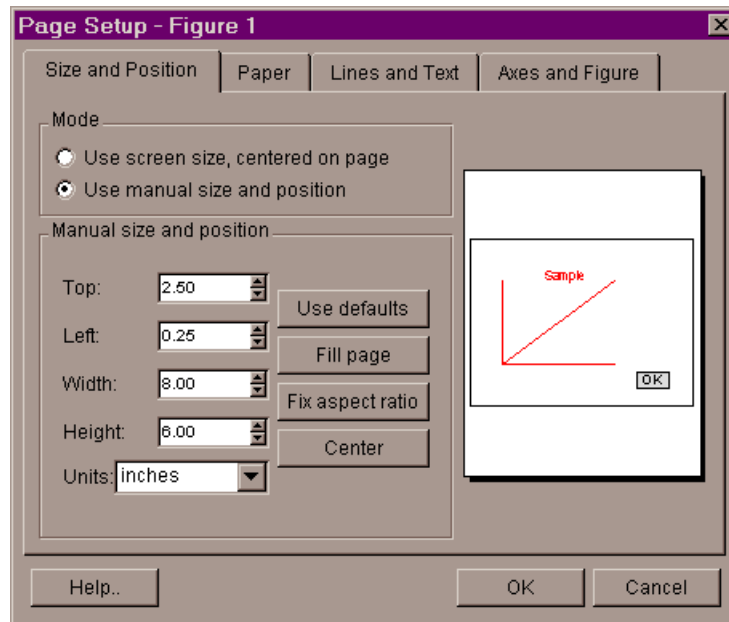 Page Setup - Figure 1
Size and Position Paper Lines and Text Axes and Figure
Mode
Use screen size, centered on page
Use manual size and position
Manual size and position
Top: 2.50
Left: 0.25
Width: 8.00
Height: 6.00
Units: inches
Use defaults
Fill page
Fix aspect ratio
Center
Sample
OK
Help..
OK
Cancel